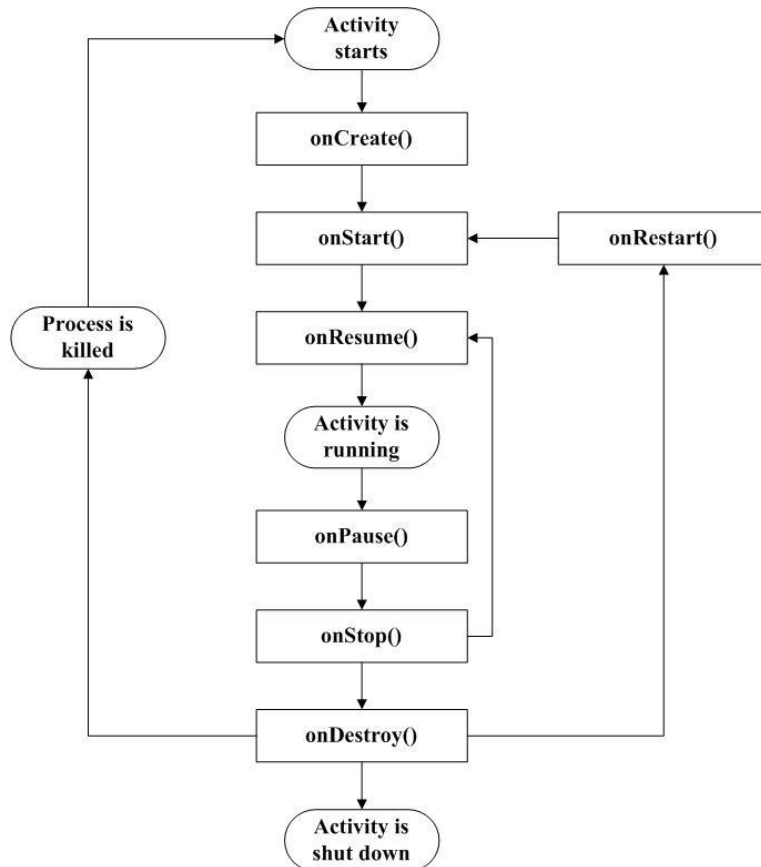 Activity
starts
onCreate()
onStart()
onRestart()
Process is
killed
onResume()
Activity is
running
onPause()
onStop()
onDestroy()
Activity is
shut down